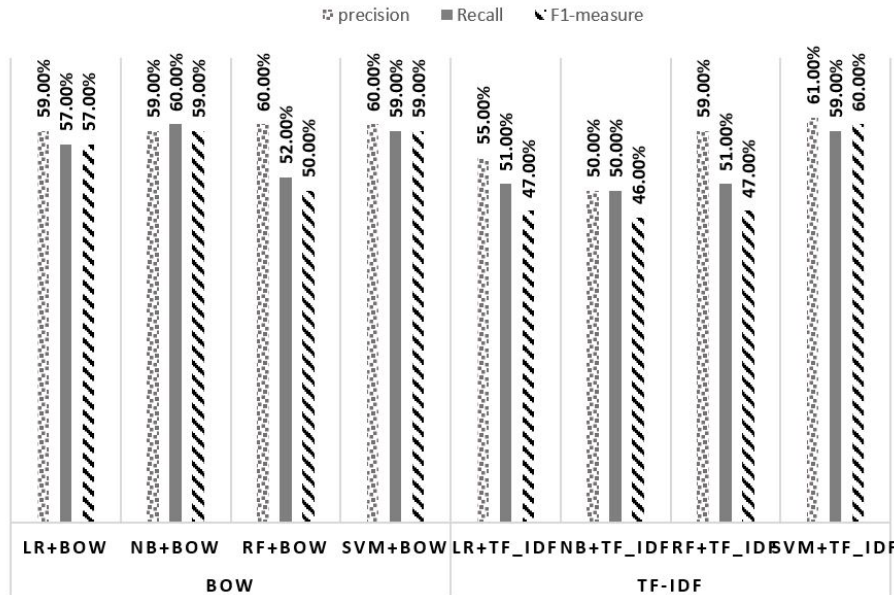 precision Recall F1-measure
59.00% 57.00% 57.00% 59.00% 60.00% 59.00% 60.00% 52.00% 50.00% 60.00% 59.00% 59.00% 55.00% 51.00% 47.00% 50.00% 50.00% 46.00% 59.00% 51.00% 47.00% 61.00% 59.00% 60.00%
LR+BOW NB+BOW RF+BOW SVM+BOW LR+TF_IDF NB+TF_IDF RF+TF_IDF SVM+TF_IDF
BOW TF-IDF